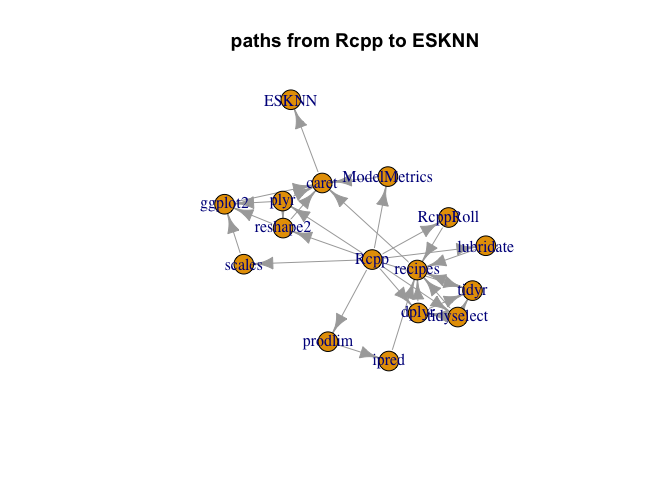 paths from Rcpp to ESKNN
ESKNN
caret
ModelMetrics
ggplot2
plyr
RcppRoll
reshape2
lubridate
scales
Rcpp
recipes
tidyr
dplyr
tidyselect
prodlim
ipred